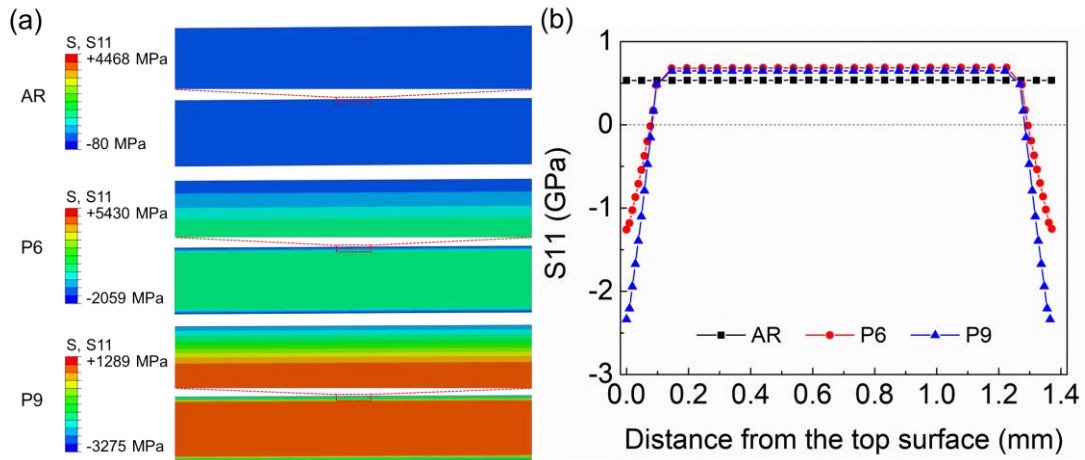 (a)
S, S11
+4468 MPa
AR
-80 MPa
S, S11
+5430 MPa
P6
-2059 MPa
S, S11
+1289 MPa
P9
-3275 MPa
(b)
1
0
-1
-2
-3
S11 (GPa)
AR P6 P9
0.0 0.2 0.4 0.6 0.8 1.0 1.2 1.4
Distance from the top surface (mm)